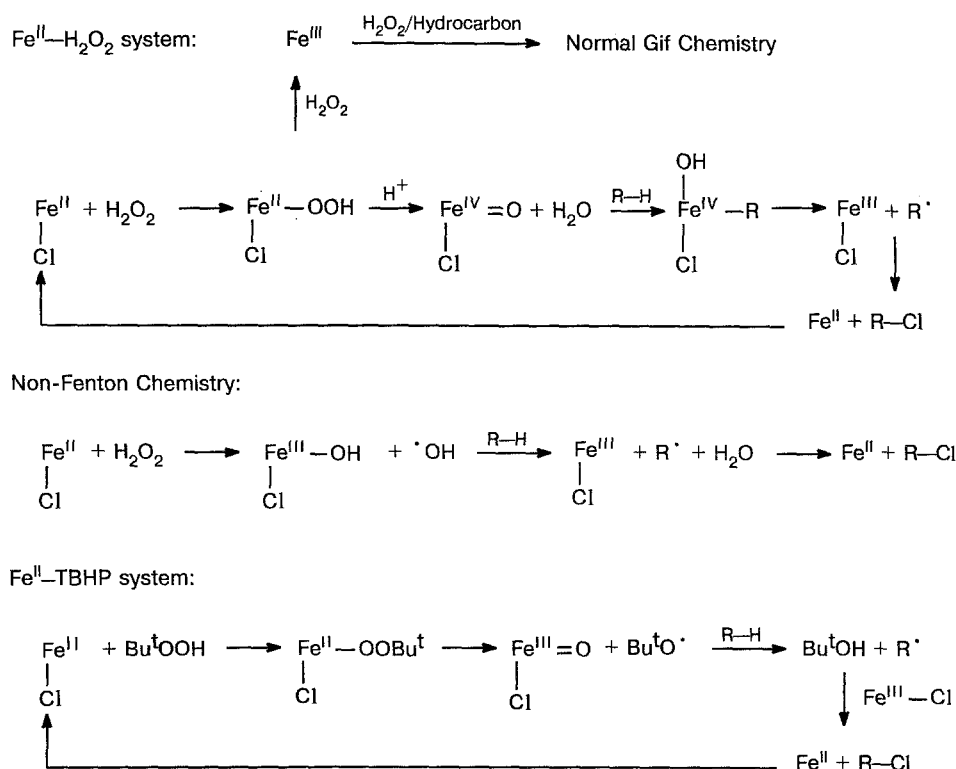 Fe^II—H₂O₂ system: Fe^III H₂O₂/Hydrocarbon Normal Gif Chemistry
H₂O₂
Fe^II + H₂O₂ Fe^II—OOH H⁺ Fe^IV=O + H₂O R—H OH Fe^IV—R Fe^III + R•
Cl Cl Cl Cl Cl
Fe^II + R—Cl
Non-Fenton Chemistry:
Fe^II + H₂O₂ Fe^III—OH + •OH R—H Fe^III + R• + H₂O Fe^II + R—Cl
Cl Cl Cl
Fe^II—TBHP system:
Fe^II + Bu^tOOH Fe^II—OOBu^t Fe^III=O + Bu^tO• R—H Bu^tOH + R•
Cl Cl Cl Fe^III—Cl
Fe^II + R—Cl